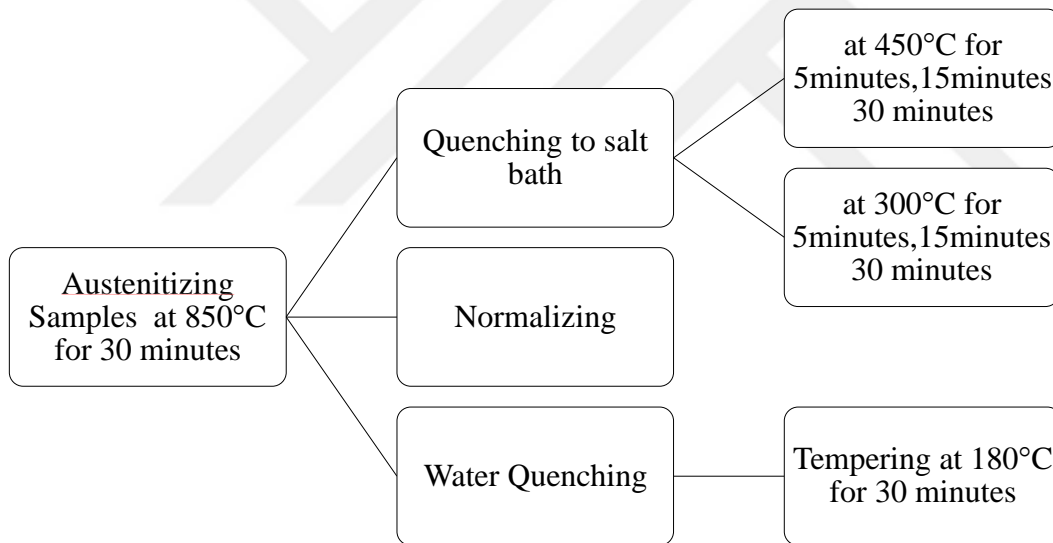 Austenitizing
Samples at 850°C
for 30 minutes
Quenching to salt
bath
at 450°C for
5minutes,15minutes
30 minutes
at 300°C for
5minutes,15minutes
30 minutes
Normalizing
Water Quenching
Tempering at 180°C
for 30 minutes